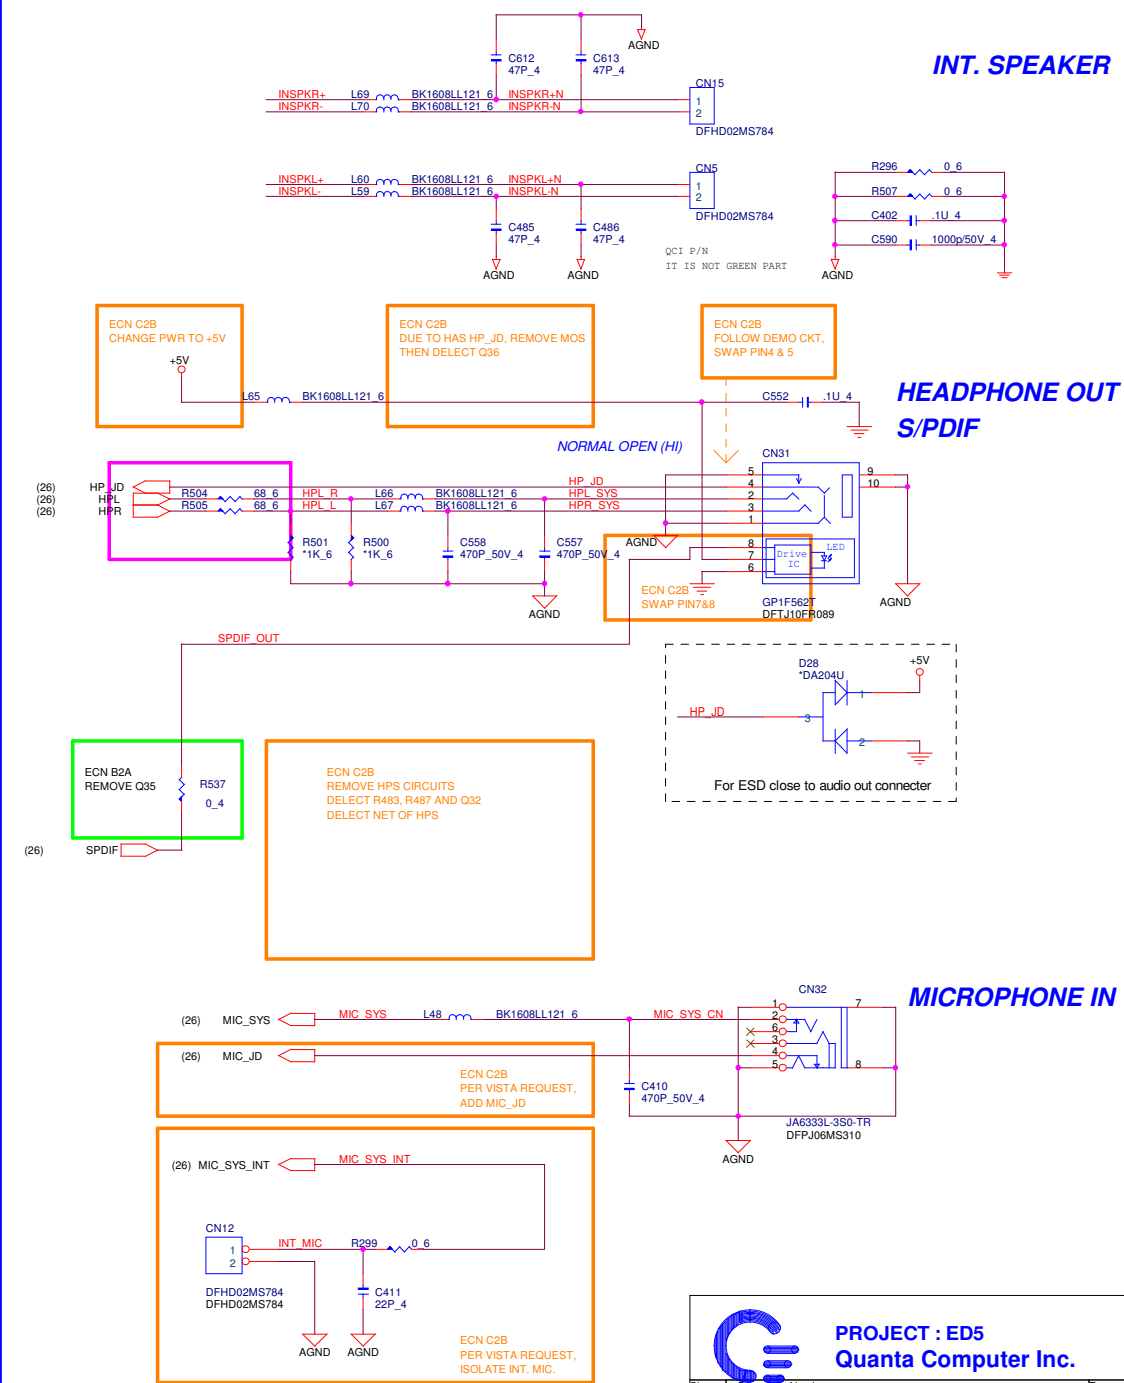 AGND
C612
47P_4
C613
47P_4
INT. SPEAKER
INSPKR+ L69 BK1608LL121_6 INSPKR+N
INSPKR- L70 BK1608LL121_6 INSPKR-N
CN15
1
2
DFHD02MS784
INSPKL+ L60 BK1608LL121_6 INSPKL+N
INSPKL- L59 BK1608LL121_6 INSPKL-N
CN5
1
2
DFHD02MS784
C485
47P_4
C486
47P_4
AGND
AGND
QCI P/N
IT IS NOT GREEN PART
R296 0_6
R507 0_6
C402 .1U_4
C590 1000p/50V_4
AGND
ECN C2B
CHANGE PWR TO +5V
+5V
ECN C2B
DUE TO HAS HP_JD, REMOVE MOS
THEN DELECT Q36
ECN C2B
FOLLOW DEMO CKT,
SWAP PIN4 & 5
L65 BK1608LL121_6
C552 .1U_4
HEADPHONE OUT
S/PDIF
NORMAL OPEN (HI)
CN31
(26) HP_JD
(26) HPL R504 68_6 HPL_R L66 BK1608LL121_6 HPL_SYS
(26) HPR R505 68_6 HPL_L L67 BK1608LL121_6 HPR_SYS
HP_JD
5
4
2
3
1
8
7
6
9
10
R501
*1K_6
R500
*1K_6
C558
470P_50V_4
C557
470P_50V_4
AGND
Drive
IC
LED
ECN C2B
SWAP PIN7&8
GP1F562T
DFTJ10FR089
AGND
AGND
SPDIF_OUT
D28
*DA204U
+5V
HP_JD
3
1
2
For ESD close to audio out connecter
ECN B2A
REMOVE Q35
R537
0_4
ECN C2B
REMOVE HPS CIRCUITS
DELECT R483, R487 AND Q32
DELECT NET OF HPS
(26) SPDIF
CN32
MICROPHONE IN
(26) MIC_SYS MIC_SYS L48 BK1608LL121_6 MIC_SYS_CN
1
2
6
3
4
5
7
8
(26) MIC_JD
ECN C2B
PER VISTA REQUEST,
ADD MIC_JD
C410
470P_50V_4
JA6333L-3S0-TR
DFPJ06MS310
AGND
(26) MIC_SYS_INT MIC_SYS_INT
CN12
1
2
INT_MIC R299 0_6
DFHD02MS784
DFHD02MS784
C411
22P_4
AGND
AGND
ECN C2B
PER VISTA REQUEST,
ISOLATE INT. MIC.
PROJECT : ED5
Quanta Computer Inc.